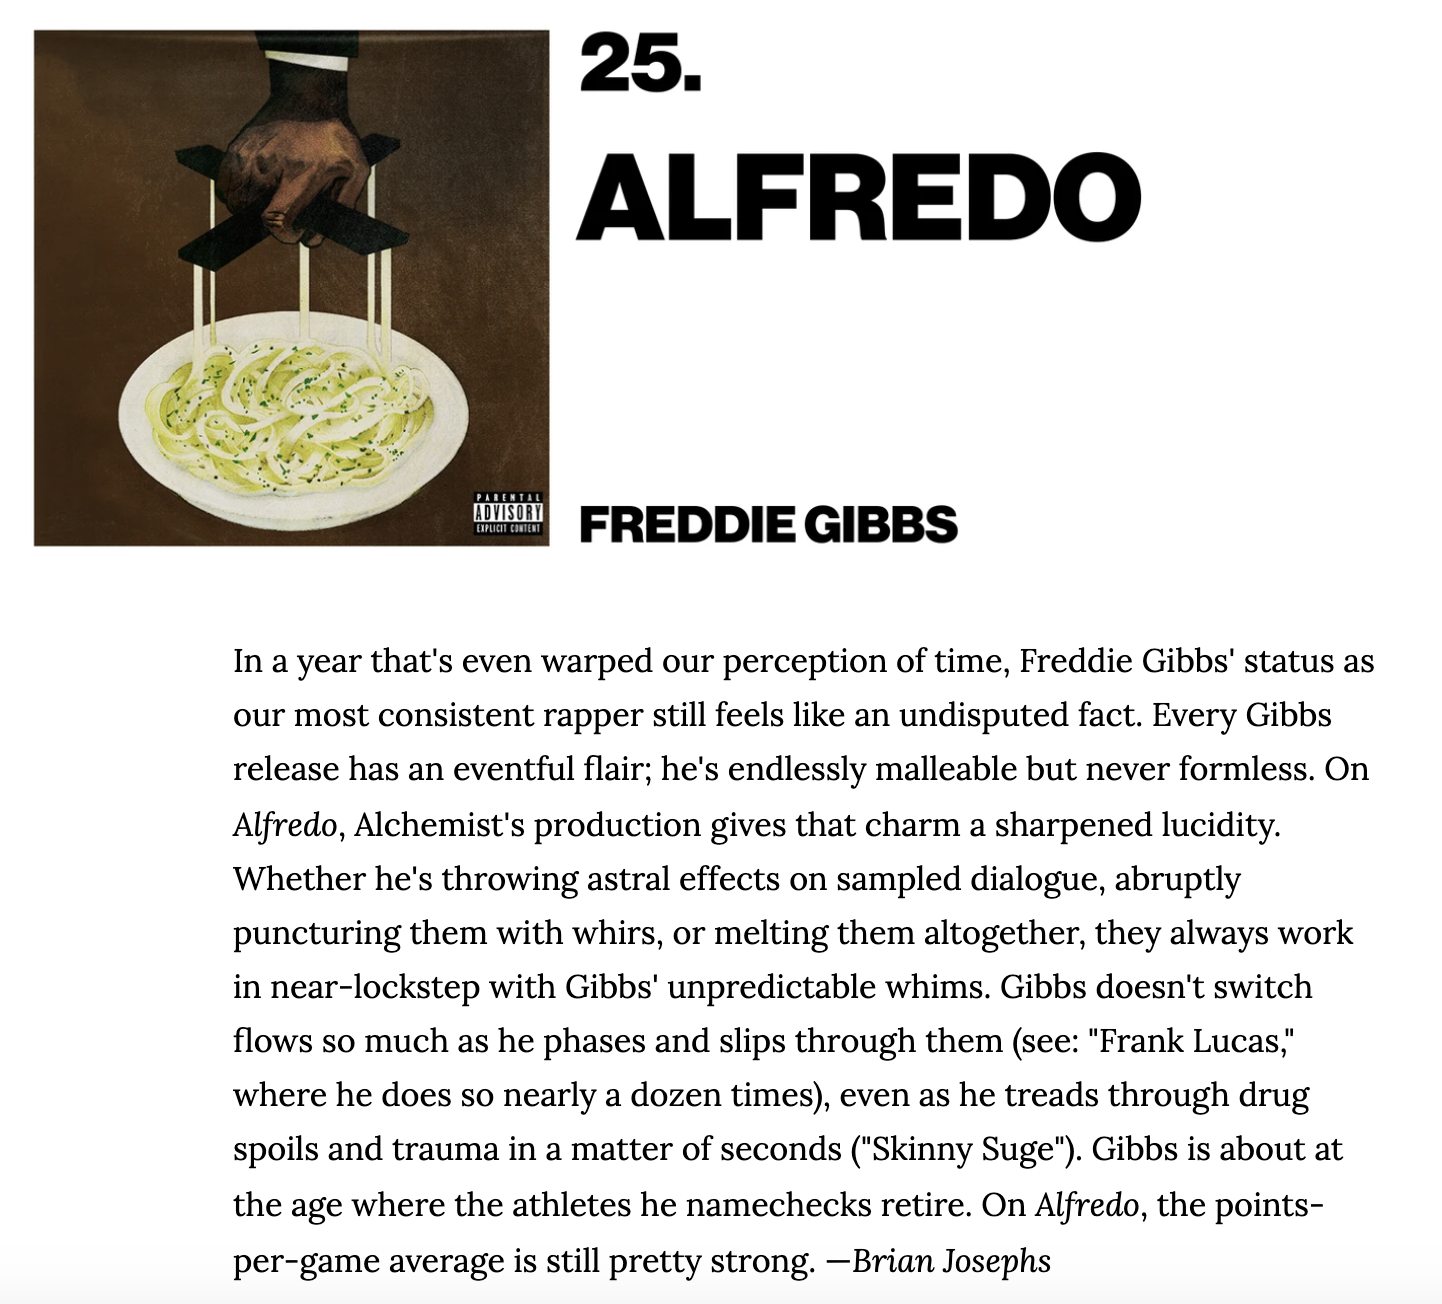 25.
ALFREDO
PARENTAL
ADVISORY
EXPLICIT CONTENT
FREDDIE GIBBS
In a year that's even warped our perception of time, Freddie Gibbs' status as
our most consistent rapper still feels like an undisputed fact. Every Gibbs
release has an eventful flair; he's endlessly malleable but never formless. On
Alfredo, Alchemist's production gives that charm a sharpened lucidity.
Whether he's throwing astral effects on sampled dialogue, abruptly
puncturing them with whirs, or melting them altogether, they always work
in near-lockstep with Gibbs' unpredictable whims. Gibbs doesn't switch
flows so much as he phases and slips through them (see: "Frank Lucas,"
where he does so nearly a dozen times), even as he treads through drug
spoils and trauma in a matter of seconds ("Skinny Suge"). Gibbs is about at
the age where the athletes he namechecks retire. On Alfredo, the points-
per-game average is still pretty strong. —Brian Josephs